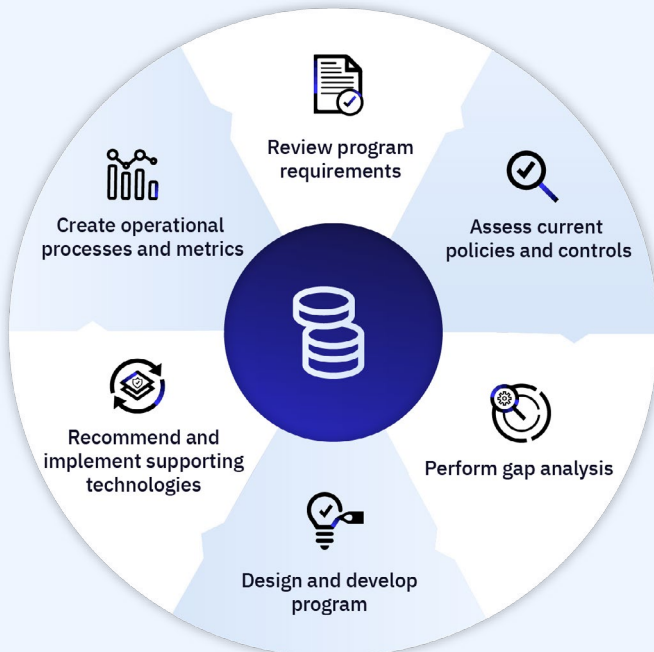 Review program
requirements
Assess current
policies and controls
Perform gap analysis
Design and develop
program
Recommend and
implement supporting
technologies
Create operational
processes and metrics